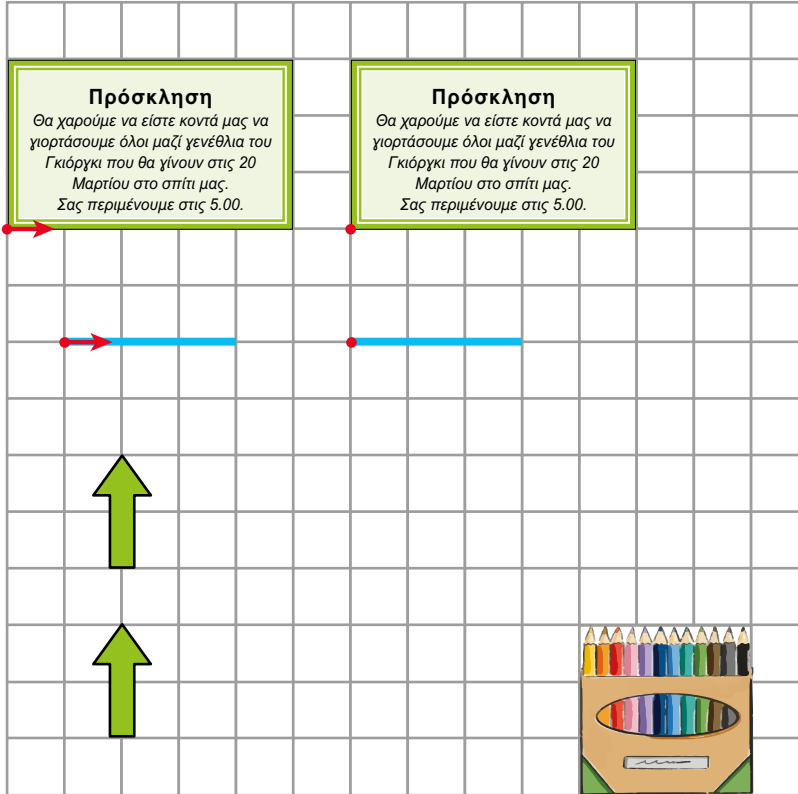 Πρόσκληση
Θα χαρούμε να είστε κοντά μας να
γιορτάσουμε όλοι μαζί γενέθλια του
Γκιόργκι που θα γίνουν στις 20
Μαρτίου στο σπίτι μας.
Σας περιμένουμε στις 5.00.
Πρόσκληση
Θα χαρούμε να είστε κοντά μας να
γιορτάσουμε όλοι μαζί γενέθλια του
Γκιόργκι που θα γίνουν στις 20
Μαρτίου στο σπίτι μας.
Σας περιμένουμε στις 5.00.